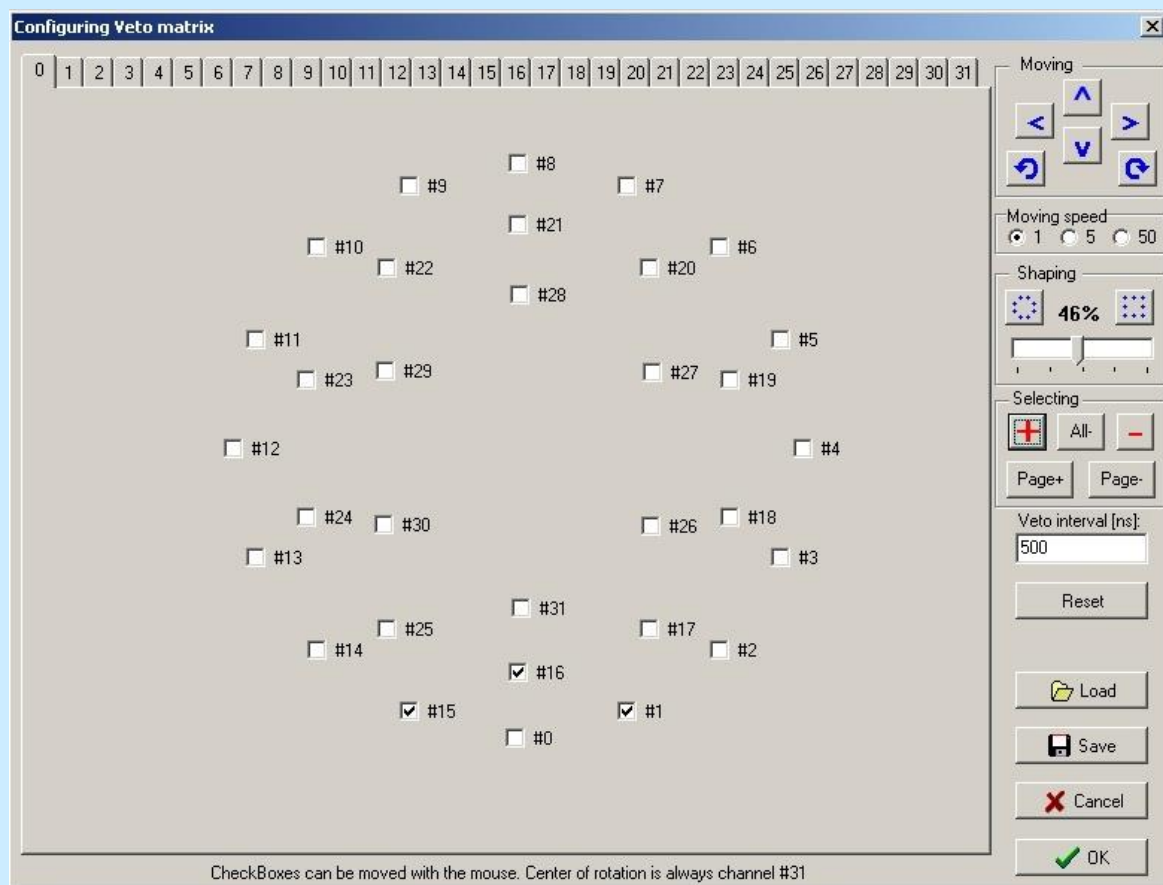 Configuring Veto matrix
0 1 2 3 4 5 6 7 8 9 10 11 12 13 14 15 16 17 18 19 20 21 22 23 24 25 26 27 28 29 30 31
#8
#9 #7
#21
#10 #6
#22 #20
#28
#11 #5
#29 #27
#23 #19
#12 #4
#24 #18
#30 #26
#13 #3
#31
#25 #17
#14 #2
#16
#15 #1
#0
CheckBoxes can be moved with the mouse. Center of rotation is always channel #31
Moving
< ^ >
v
Moving speed
1 5 50
Shaping
46%
Selecting
+ All- −
Page+ Page-
Veto interval [ns]:
500
Reset
Load
Save
Cancel
OK